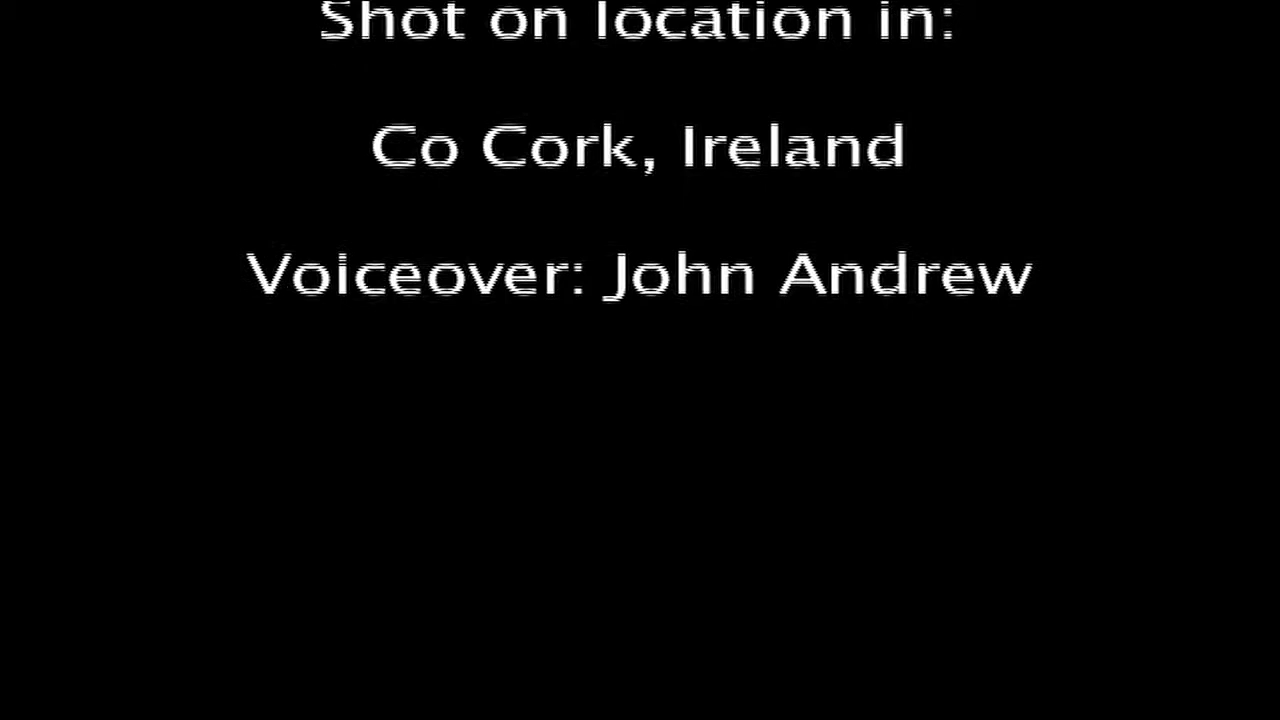 Shot on location in:
Co Cork, Ireland
Voiceover: John Andrew